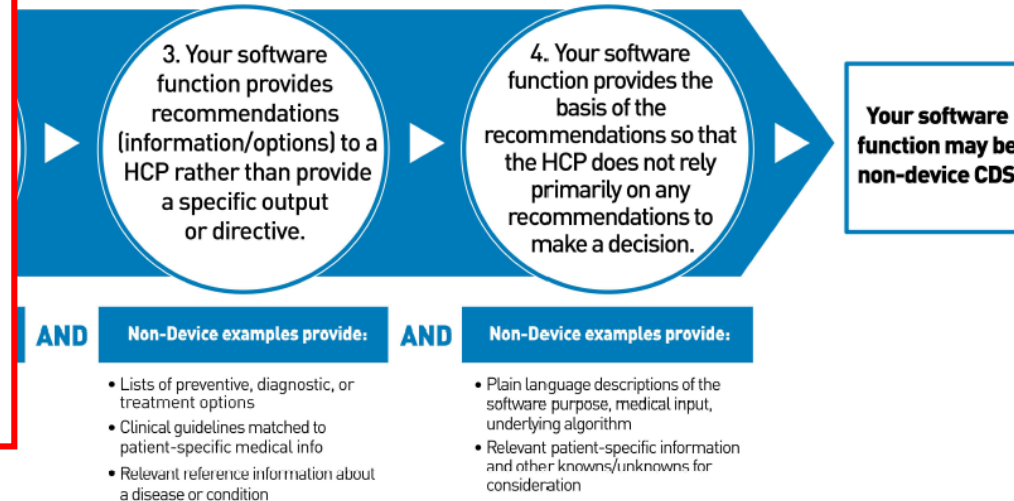 3. Your software
function provides
recommendations
(information/options) to a
HCP rather than provide
a specific output
or directive.
4. Your software
function provides the
basis of the
recommendations so that
the HCP does not rely
primarily on any
recommendations to
make a decision.
Your software
function may be
non-device CDS
AND
Non-Device examples provide:
• Lists of preventive, diagnostic, or
treatment options
• Clinical guidelines matched to
patient-specific medical info
• Relevant reference information about
a disease or condition
AND
Non-Device examples provide:
• Plain language descriptions of the
software purpose, medical input,
underlying algorithm
• Relevant patient-specific information
and other knowns/unknowns for
consideration